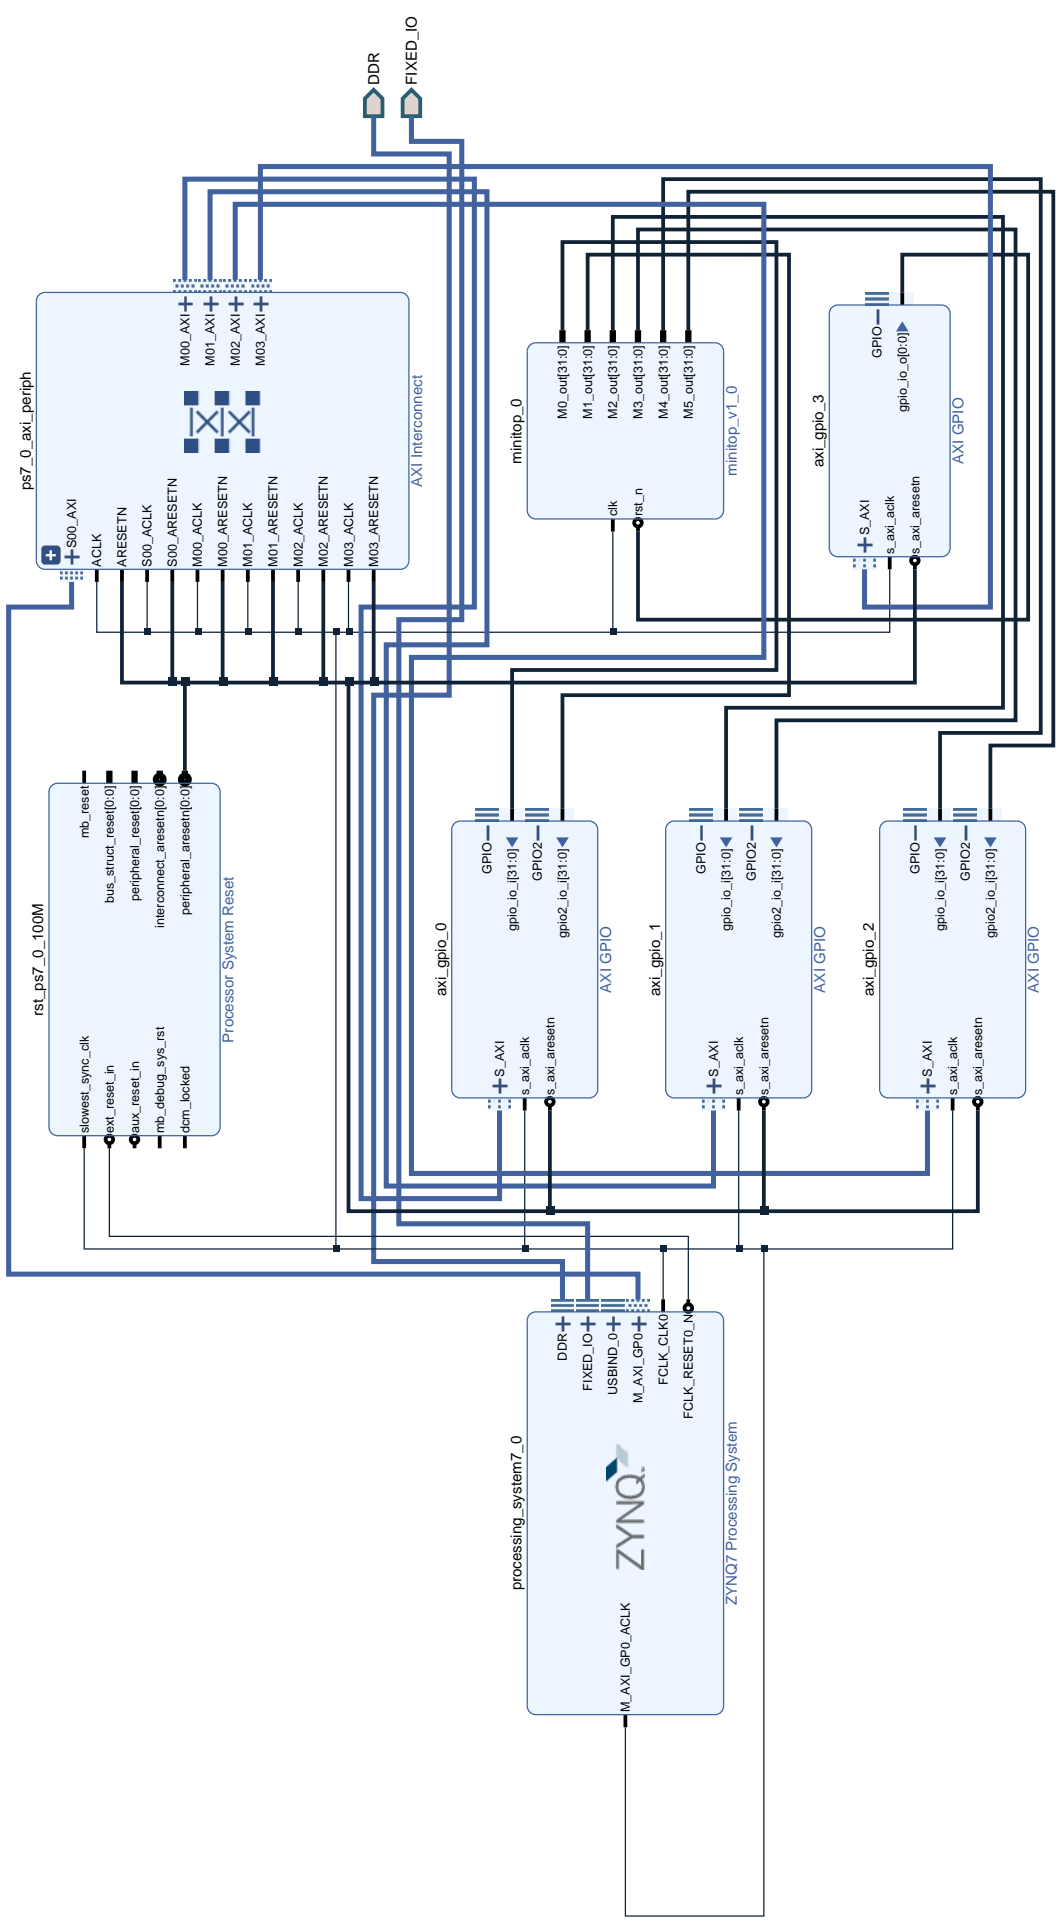 DDR
FIXED_IO
ps7_0_axi_periph
S00_AXI
ACLK
ARESETN
S00_ACLK
S00_ARESETN
M00_ACLK
M00_ARESETN
M01_ACLK
M01_ARESETN
M02_ACLK
M02_ARESETN
M03_ACLK
M03_ARESETN
M00_AXI
M01_AXI
M02_AXI
M03_AXI
AXI Interconnect
minitop_0
clk
rst_n
M0_out[31:0]
M1_out[31:0]
M2_out[31:0]
M3_out[31:0]
M4_out[31:0]
M5_out[31:0]
minitop_v1_0
axi_gpio_3
S_AXI
s_axi_aclk
s_axi_aresetn
GPIO
gpio_io_o[0:0]
AXI GPIO
rst_ps7_0_100M
slowest_sync_clk
ext_reset_in
aux_reset_in
mb_debug_sys_rst
dcm_locked
mb_reset
bus_struct_reset[0:0]
peripheral_reset[0:0]
interconnect_aresetn[0:0]
peripheral_aresetn[0:0]
Processor System Reset
axi_gpio_0
S_AXI
s_axi_aclk
s_axi_aresetn
GPIO
gpio_io_i[31:0]
GPIO2
gpio2_io_i[31:0]
AXI GPIO
axi_gpio_1
S_AXI
s_axi_aclk
s_axi_aresetn
GPIO
gpio_io_i[31:0]
GPIO2
gpio2_io_i[31:0]
AXI GPIO
axi_gpio_2
S_AXI
s_axi_aclk
s_axi_aresetn
GPIO
gpio_io_i[31:0]
GPIO2
gpio2_io_i[31:0]
AXI GPIO
processing_system7_0
M_AXI_GP0_ACLK
ZYNQ
DDR
FIXED_IO
USBIND_0
M_AXI_GP0
FCLK_CLK0
FCLK_RESET0_N
ZYNQ7 Processing System